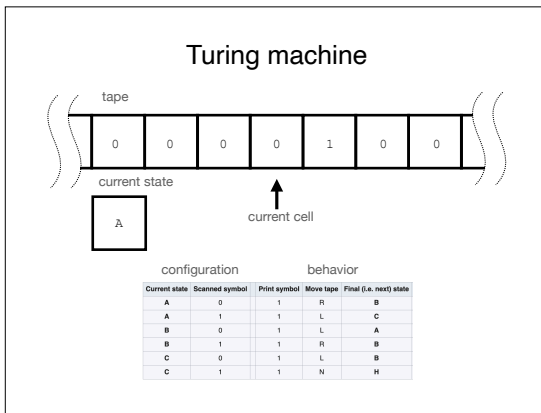 Turing machine
tape
0 0 0 0 1 0 0
current state
current cell
A
configuration behavior
Current state Scanned symbol Print symbol Move tape Final (i.e. next) state
A 0 1 R B
A 1 1 L C
B 0 1 L A
B 1 1 R B
C 0 1 L B
C 1 1 N H